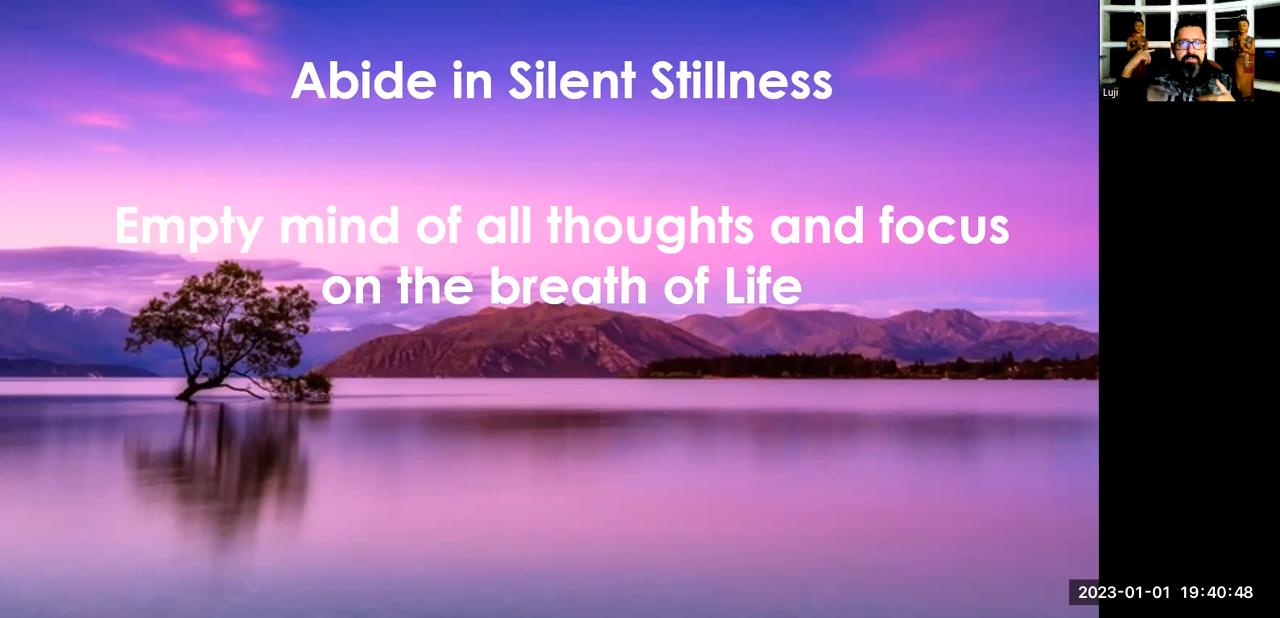 Abide in Silent Stillness
Empty mind of all thoughts and focus
on the breath of Life
Luji
2023-01-01 19:40:48